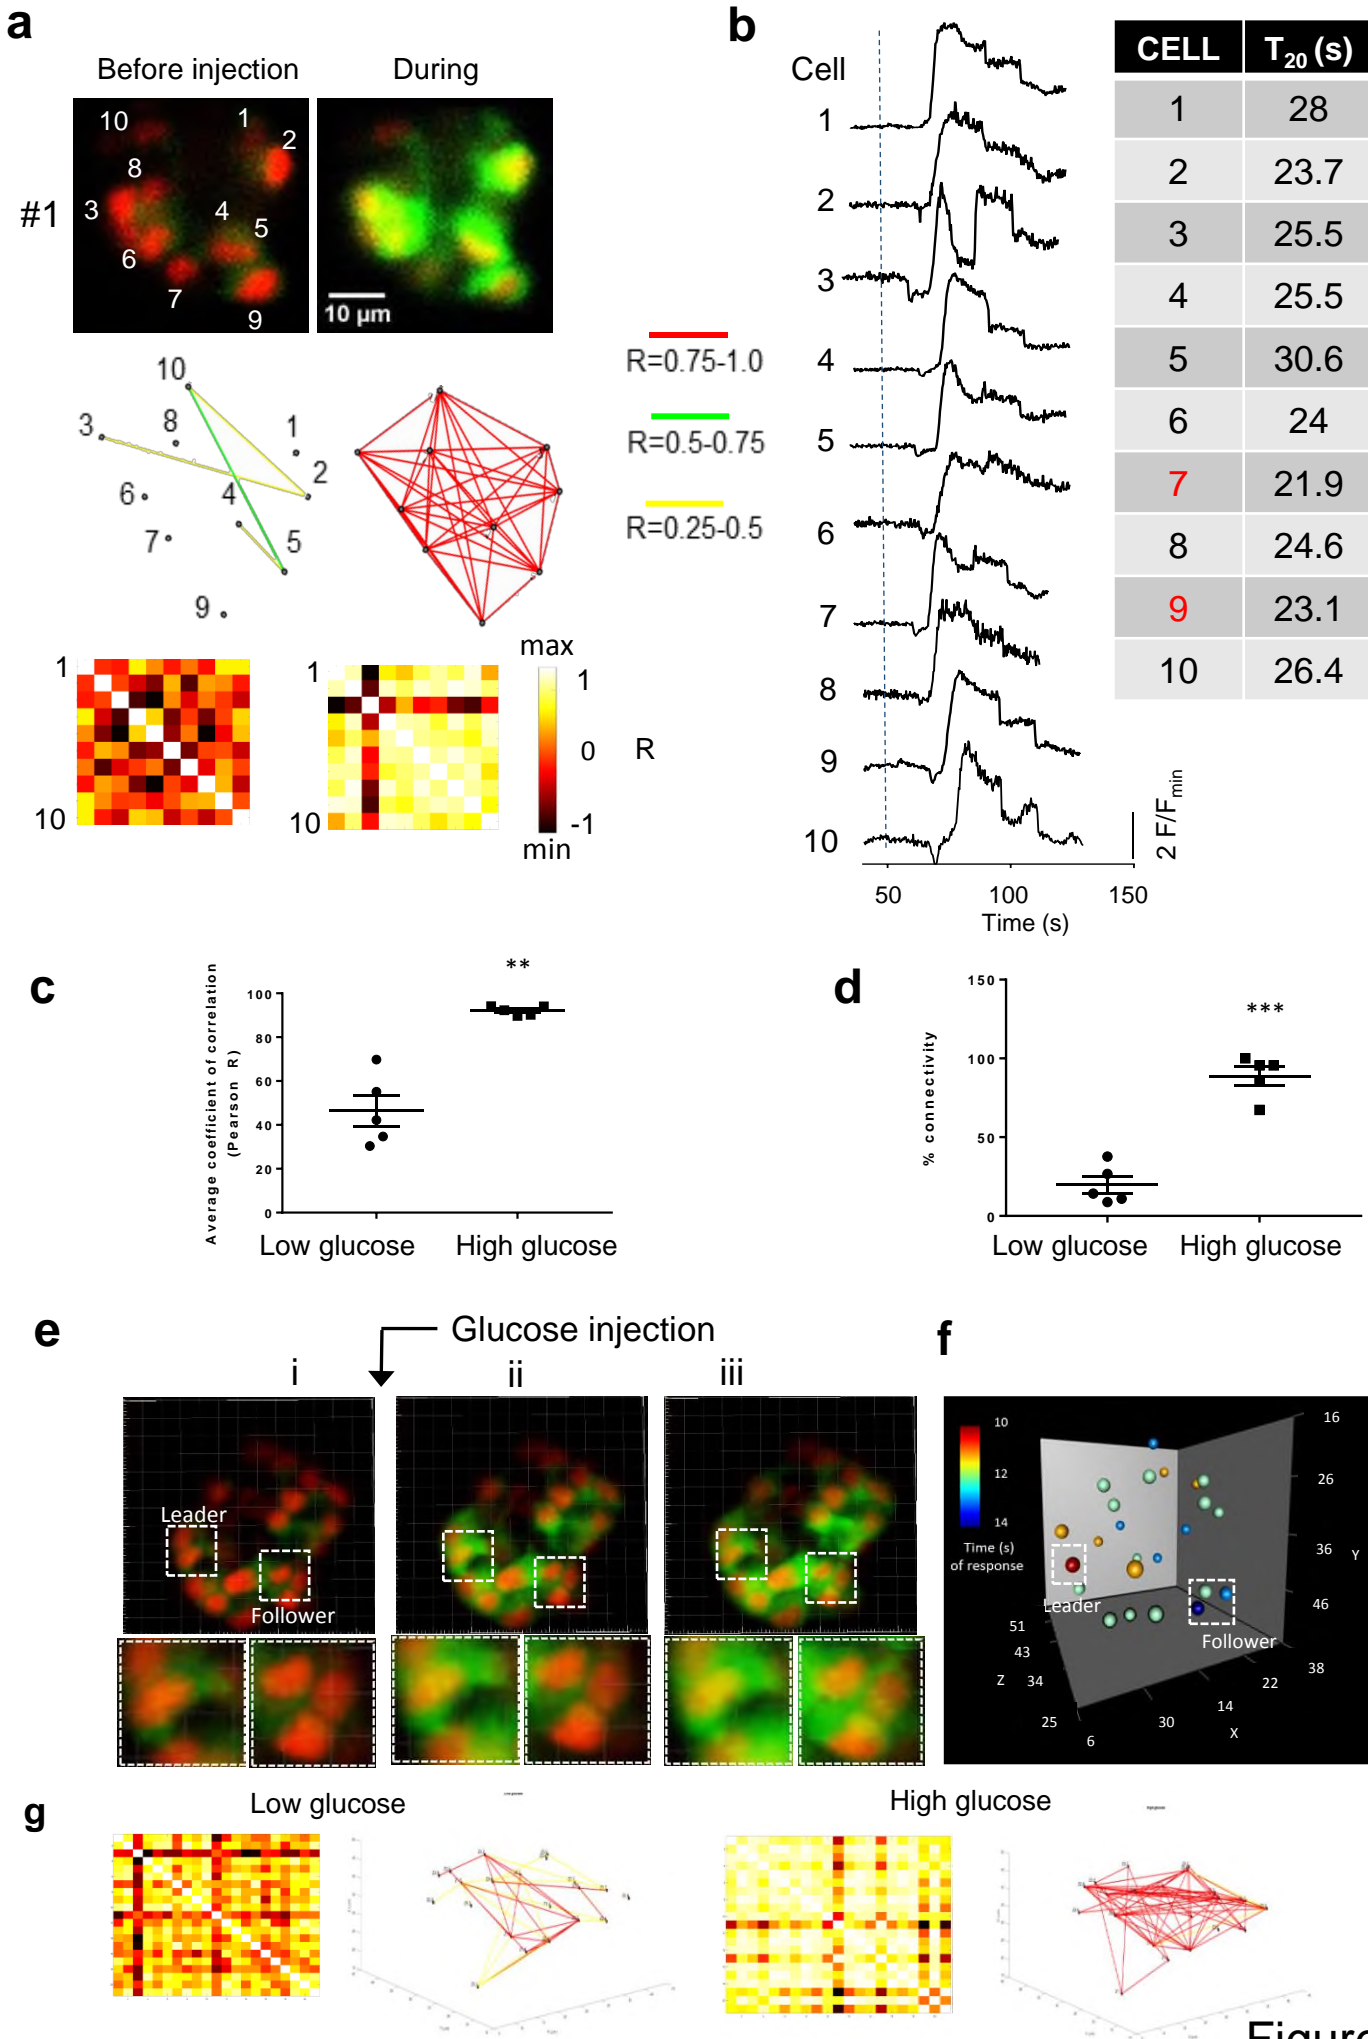 a
Before injection
During
#1
10
1
2
8
3
4
5
6
7
9
10 µm
10
3
8
1
2
6
4
7
5
9
R=0.75-1.0
R=0.5-0.75
R=0.25-0.5
1
10
1
10
max
1
0
R
-1
min
b
Cell
1
2
3
4
5
6
7
8
9
10
2 F/Fmin
50 100 150
Time (s)
CELL T20 (s)
1 28
2 23.7
3 25.5
4 25.5
5 30.6
6 24
7 21.9
8 24.6
9 23.1
10 26.4
c
Average coefficient of correlation
(Pearson R)
100
80
60
40
20
0
**
Low glucose High glucose
d
% connectivity
150
100
50
0
***
Low glucose High glucose
e
Glucose injection
i ii iii
Leader
Follower
f
10
12
14
Time (s)
of response
Leader
Follower
16
26
36
Y
46
51
43
Z 34
25
6
30
14
X
22
38
g
Low glucose
High glucose
Figure